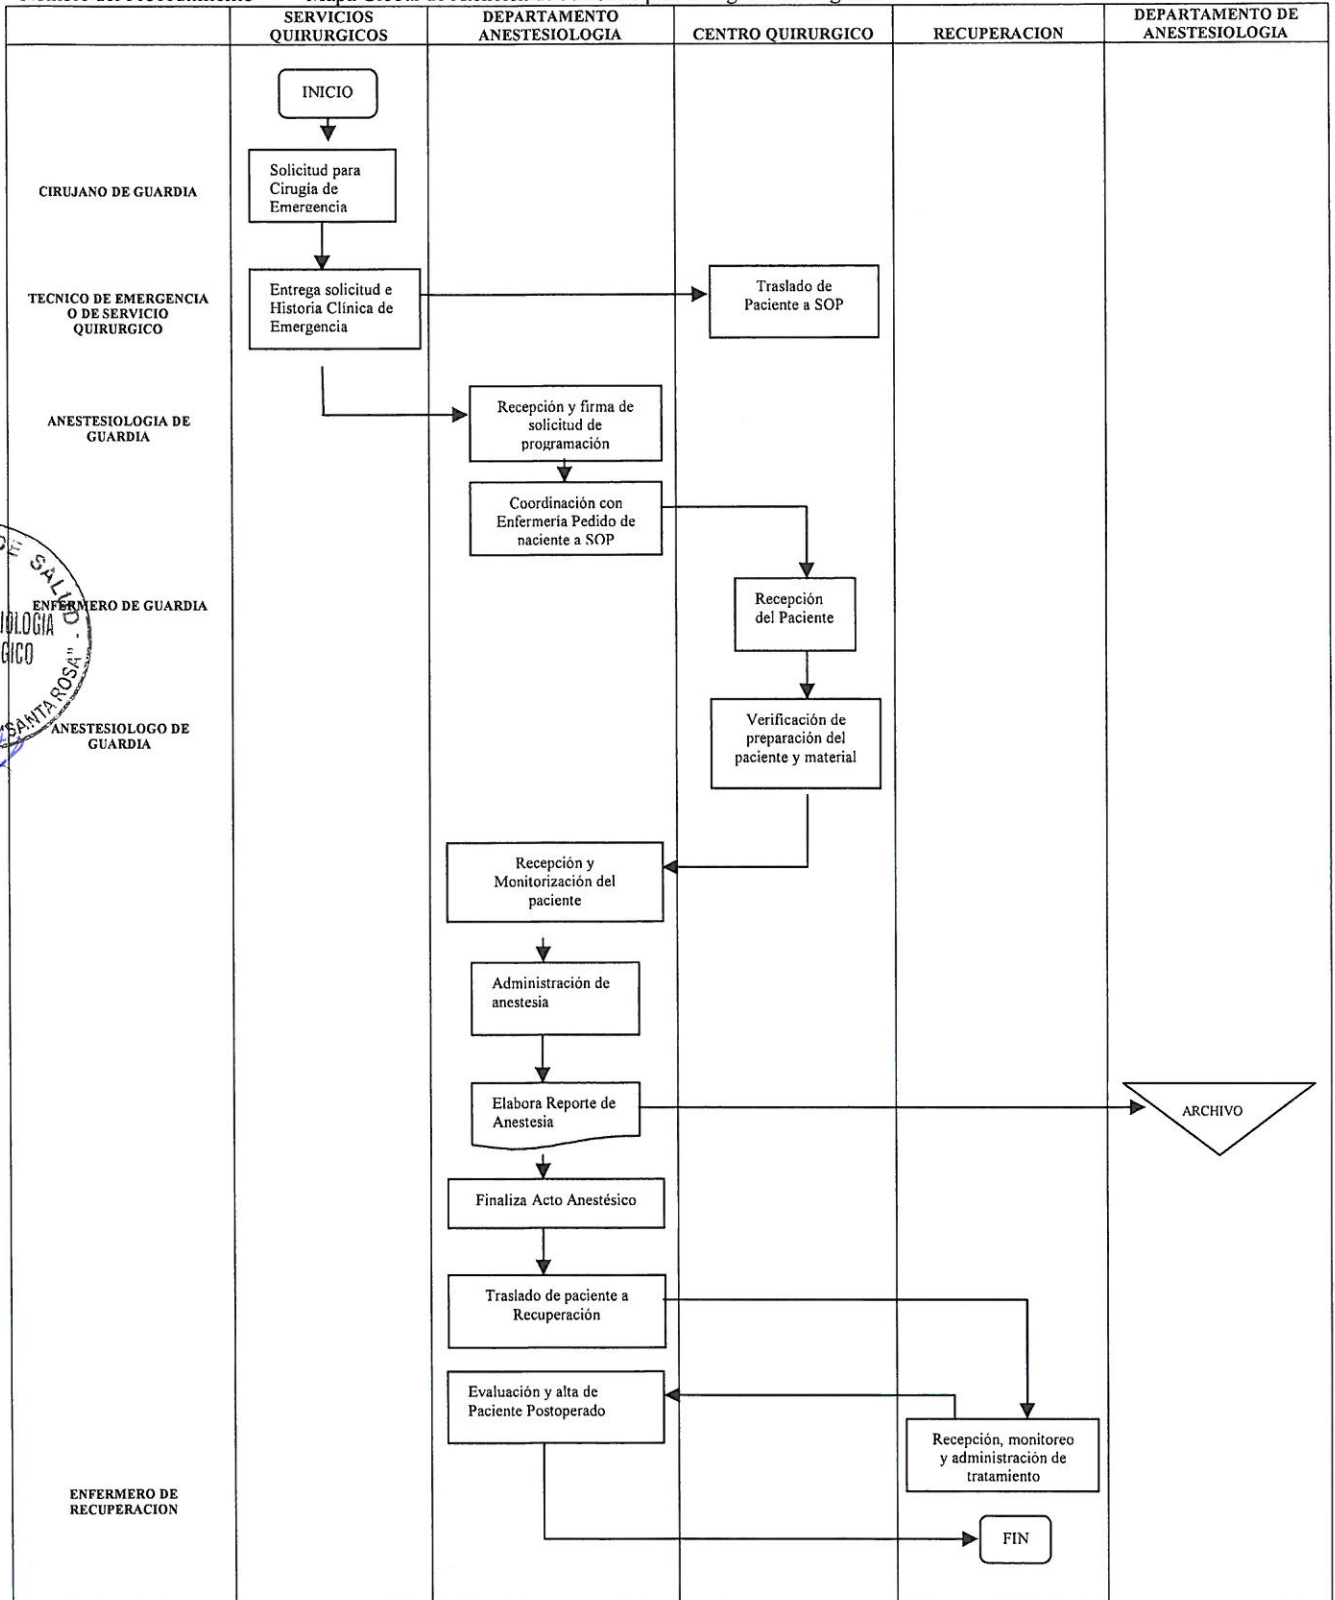 SERVICIOS
QUIRURGICOS
DEPARTAMENTO
ANESTESIOLOGIA
CENTRO QUIRURGICO
RECUPERACION
DEPARTAMENTO DE
ANESTESIOLOGIA
INICIO
CIRUJANO DE GUARDIA
Solicitud para
Cirugía de
Emergencia
TECNICO DE EMERGENCIA
O DE SERVICIO
QUIRURGICO
Entrega solicitud e
Historia Clínica de
Emergencia
Traslado de
Paciente a SOP
ANESTESIOLOGIA DE
GUARDIA
Recepción y firma de
solicitud de
programación
Coordinación con
Enfermería Pedido de
paciente a SOP
SALUD -
"SANTA ROSA"
ENFERMERO DE GUARDIA
Recepción
del Paciente
ANESTESIOLOGO DE
GUARDIA
Verificación de
preparación del
paciente y material
Recepción y
Monitorización del
paciente
Administración de
anestesia
Elabora Reporte de
Anestesia
ARCHIVO
Finaliza Acto Anestésico
Traslado de paciente a
Recuperación
Evaluación y alta de
Paciente Postoperado
Recepción, monitoreo
y administración de
tratamiento
ENFERMERO DE
RECUPERACION
FIN